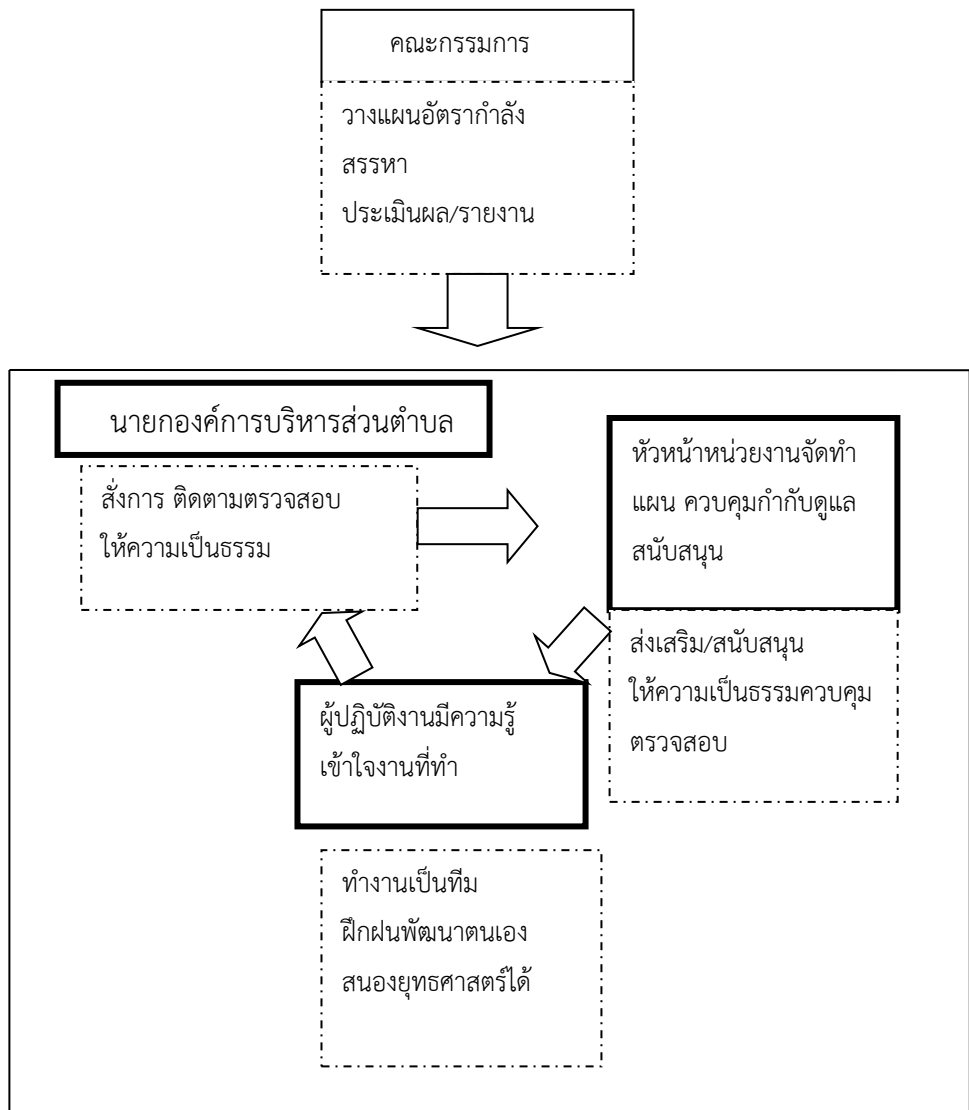 คณะกรรมการ
วางแผนอัตรากำลัง
สรรหา
ประเมินผล/รายงาน
นายกองค์การบริหารส่วนตำบล
สั่งการ ติดตามตรวจสอบ
ให้ความเป็นธรรม
หัวหน้าหน่วยงานจัดทำ
แผน ควบคุมกำกับดูแล
สนับสนุน
ส่งเสริม/สนับสนุน
ให้ความเป็นธรรมควบคุม
ตรวจสอบ
ผู้ปฏิบัติงานมีความรู้
เข้าใจงานที่ทำ
ทำงานเป็นทีม
ฝึกฝนพัฒนาตนเอง
สนองยุทธศาสตร์ได้